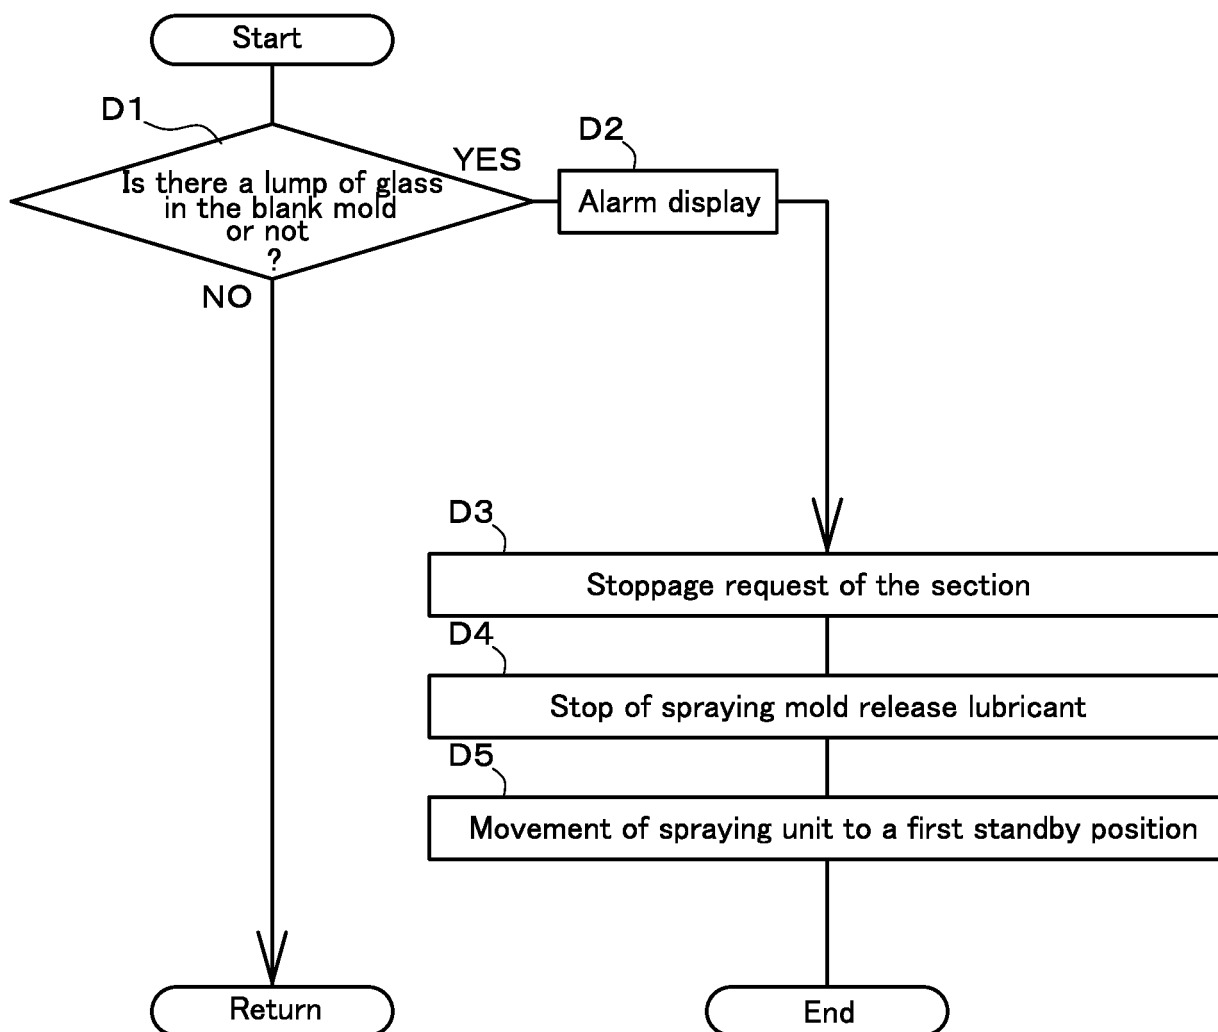 Start
D1
Is there a lump of glass
in the blank mold
or not
?
YES
NO
D2
Alarm display
D3
Stoppage request of the section
D4
Stop of spraying mold release lubricant
D5
Movement of spraying unit to a first standby position
Return
End